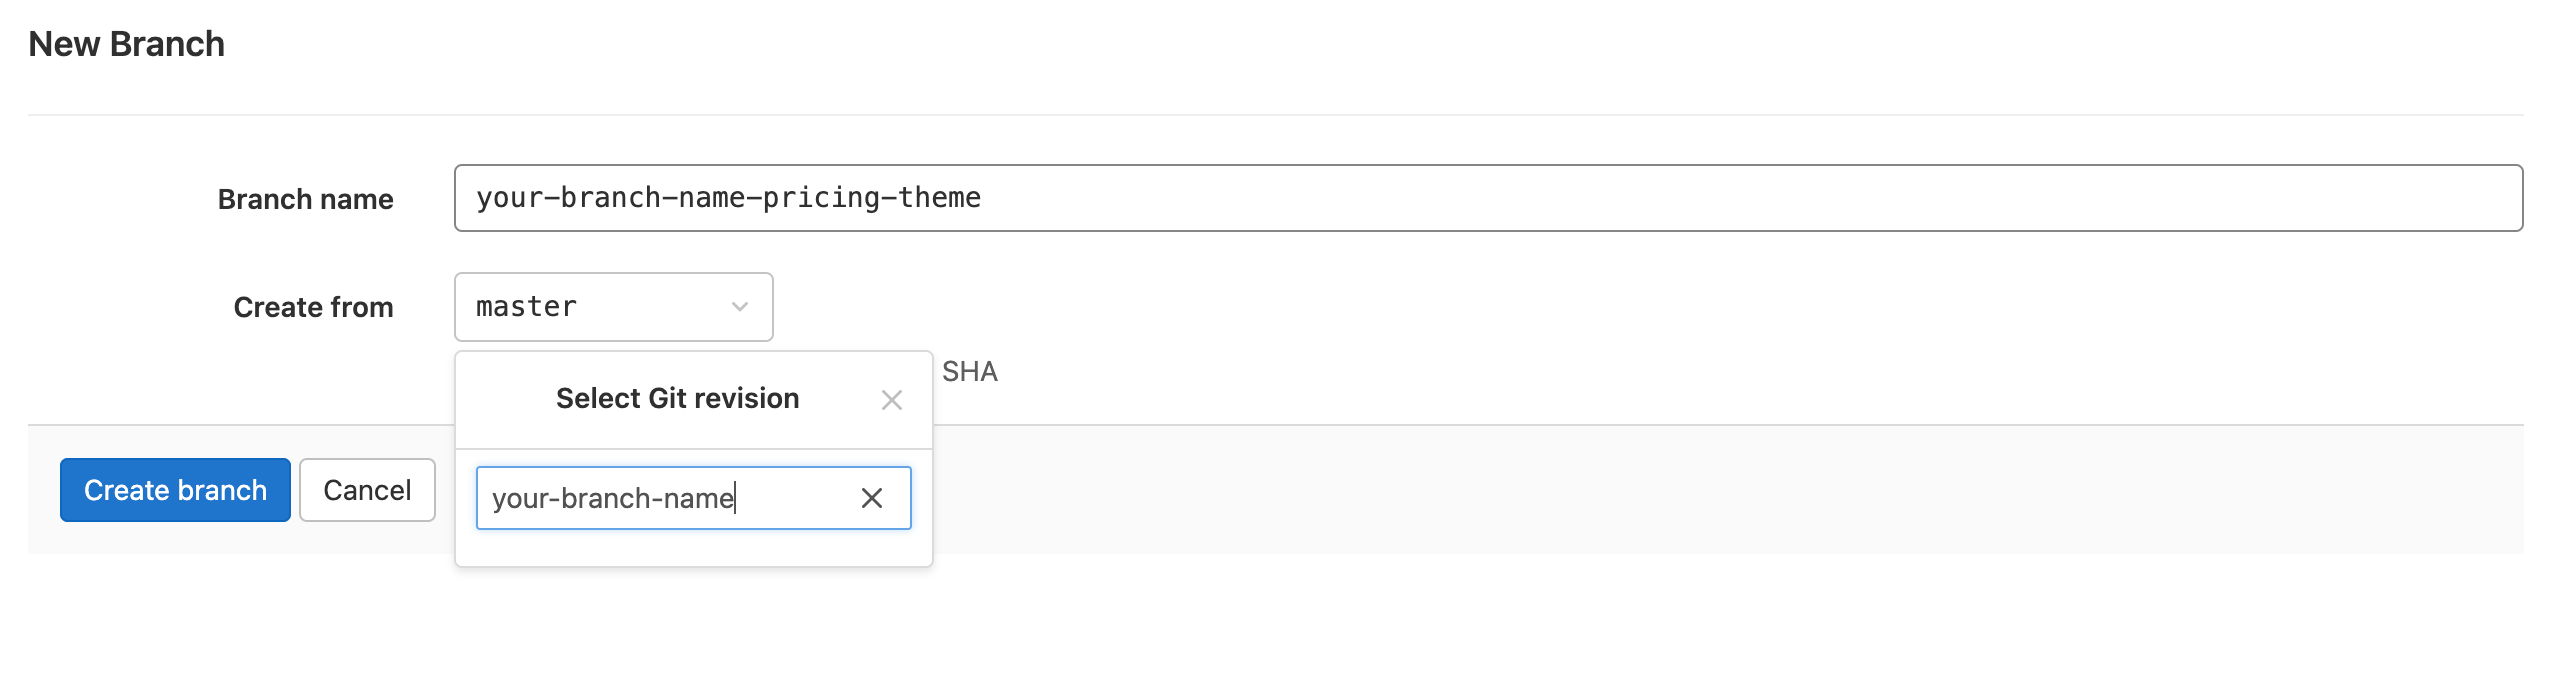 New Branch
Branch name
your-branch-name-pricing-theme
Create from
master
SHA
Select Git revision
your-branch-name
Create branch
Cancel